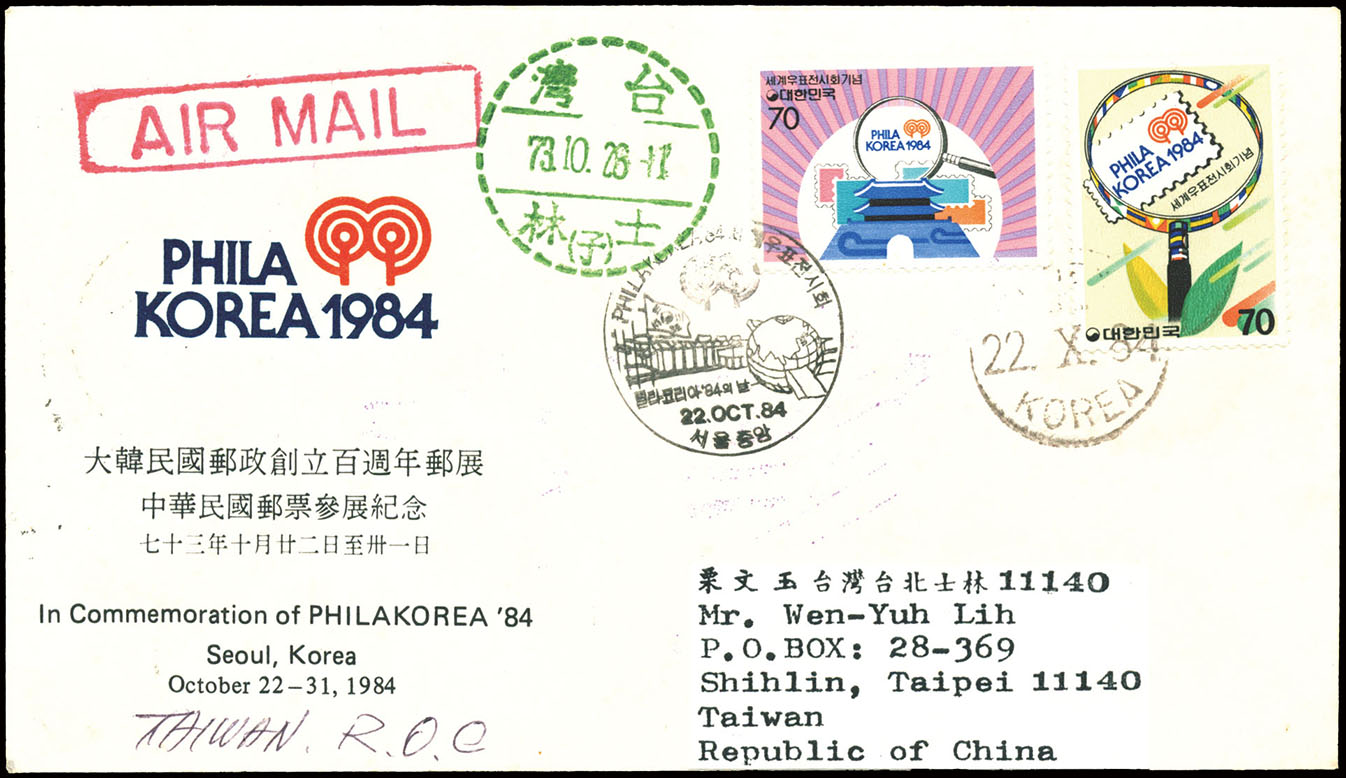 AIR MAIL
PHILA
KOREA 1984
大韓民國郵政創立百週年郵展
中華民國郵票參展紀念
七十三年十月廿二日至卅一日
In Commemoration of PHILAKOREA '84
Seoul, Korea
October 22-31, 1984
TAIWAN. R.O.C
灣 台
73.10.26.-17
林(子)士
세계우표전시회기념
대한민국
70
PHILA
KOREA 1984
PHILA
KOREA 1984
세계우표전시회기념
대한민국
70
우표전시회
필라코리아'84의 날
22.OCT.84
서울중앙
22. X. 84
KOREA
栗文玉台灣台北士林11140
Mr. Wen-Yuh Lih
P.O.BOX: 28-369
Shihlin, Taipei 11140
Taiwan
Republic of China